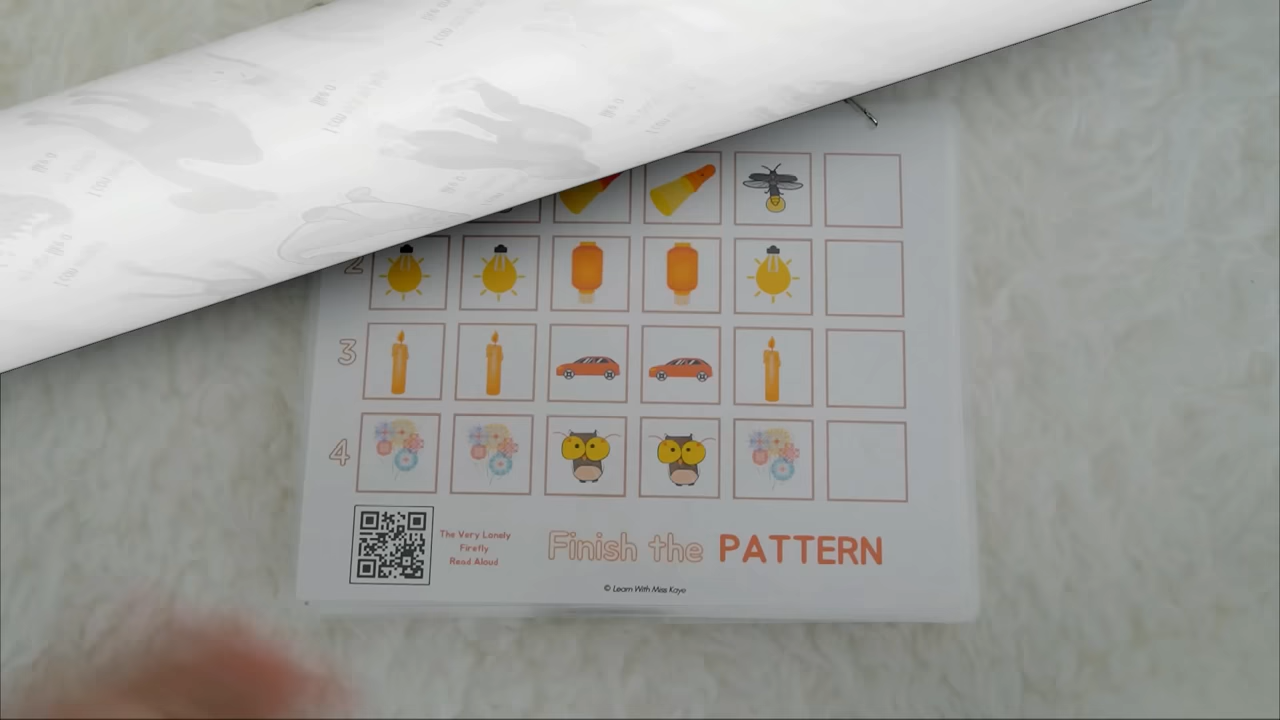 2
3
4
The Very Lonely
Firefly
Read Aloud
Finish the PATTERN
© Learn With Miss Kaye